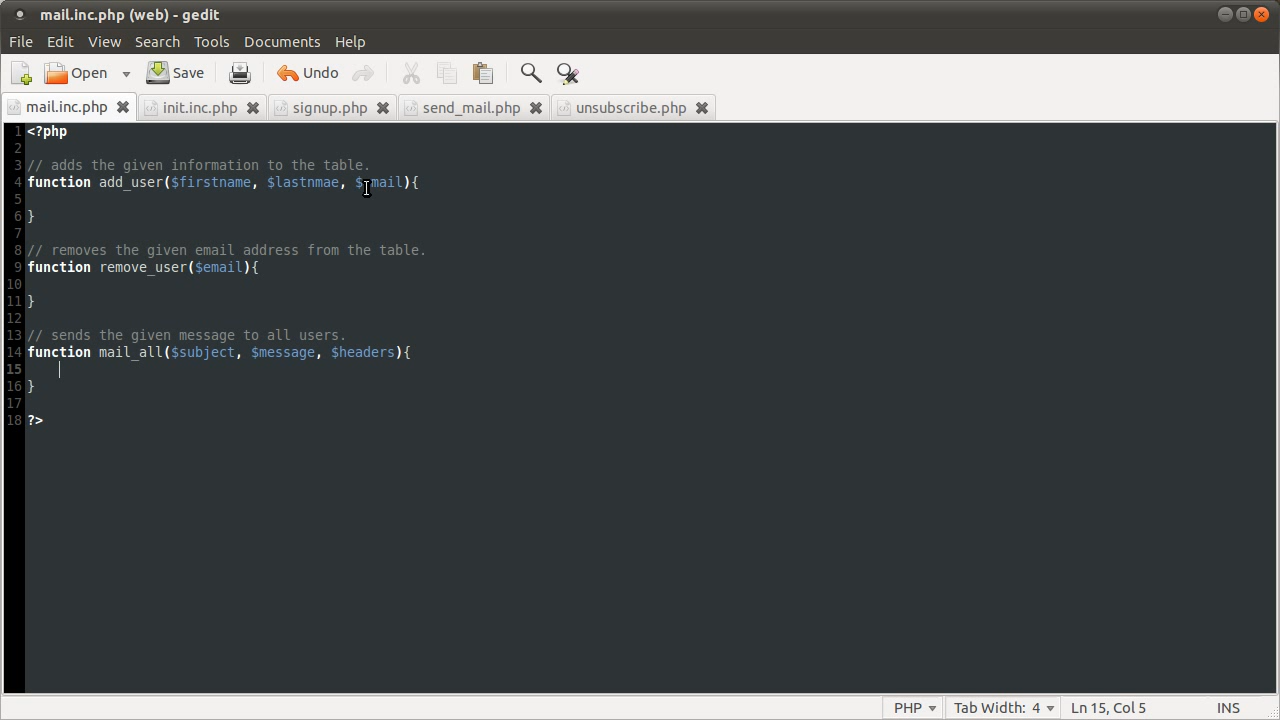 mail.inc.php (web) - gedit
File Edit View Search Tools Documents Help
Open Save Undo
mail.inc.php init.inc.php signup.php send_mail.php unsubscribe.php
1 <?php
2
3 // adds the given information to the table.
4 function add_user($firstname, $lastnmae, $email){
5
6 }
7
8 // removes the given email address from the table.
9 function remove_user($email){
10
11 }
12
13 // sends the given message to all users.
14 function mail_all($subject, $message, $headers){
15
16 }
17
18 ?>
PHP Tab Width: 4 Ln 15, Col 5 INS